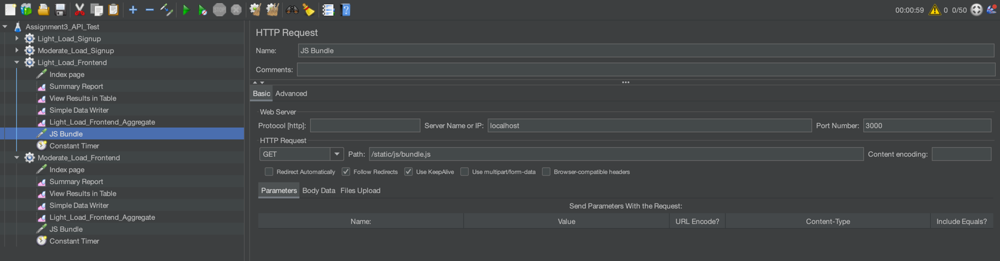 STOP
00:00:59 0 0/50
Assignment3_API_Test
Light_Load_Signup
Moderate_Load_Signup
Light_Load_Frontend
Index page
Summary Report
View Results in Table
Simple Data Writer
Light_Load_Frontend_Aggregate
JS Bundle
Constant Timer
Moderate_Load_Frontend
Index page
Summary Report
View Results in Table
Simple Data Writer
Light_Load_Frontend_Aggregate
JS Bundle
Constant Timer
HTTP Request
Name: JS Bundle
Comments:
Basic Advanced
Web Server
Protocol [http]: Server Name or IP: localhost Port Number: 3000
HTTP Request
GET Path: /static/js/bundle.js Content encoding:
Redirect Automatically Follow Redirects Use KeepAlive Use multipart/form-data Browser-compatible headers
Parameters Body Data Files Upload
Send Parameters With the Request:
Name: Value URL Encode? Content-Type Include Equals?